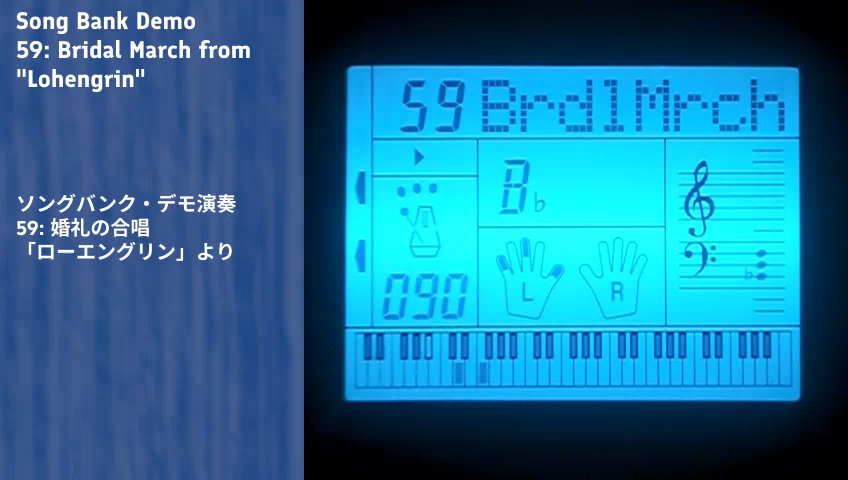 Song Bank Demo
59: Bridal March from
"Lohengrin"
ソングバンク・デモ演奏
59: 婚礼の合唱
「ローエングリン」より
59 BrdlMrch
B♭
090
L R